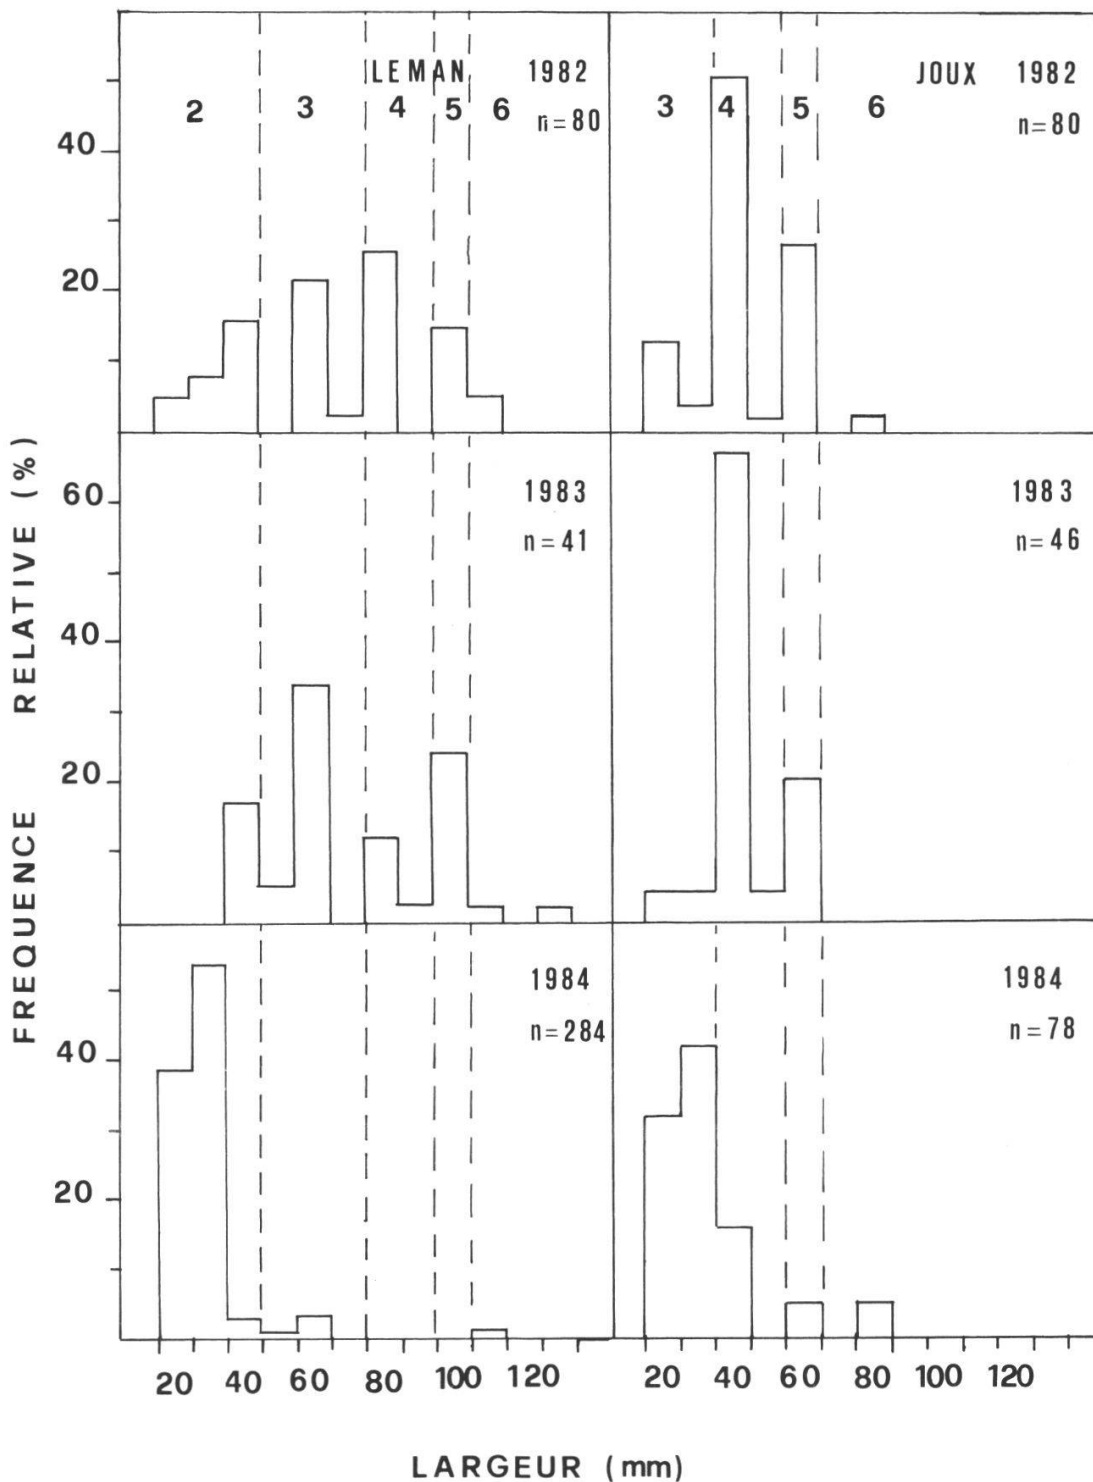 LEMAN 1982
2 3 4 5 6 n=80
JOUX 1982
3 4 5 6 n=80
40
20
1983
n=41
1983
n=46
60
40
20
1984
n=284
1984
n=78
40
20
20 40 60 80 100 120
20 40 60 80 100 120
FREQUENCE RELATIVE (%)
LARGEUR (mm)